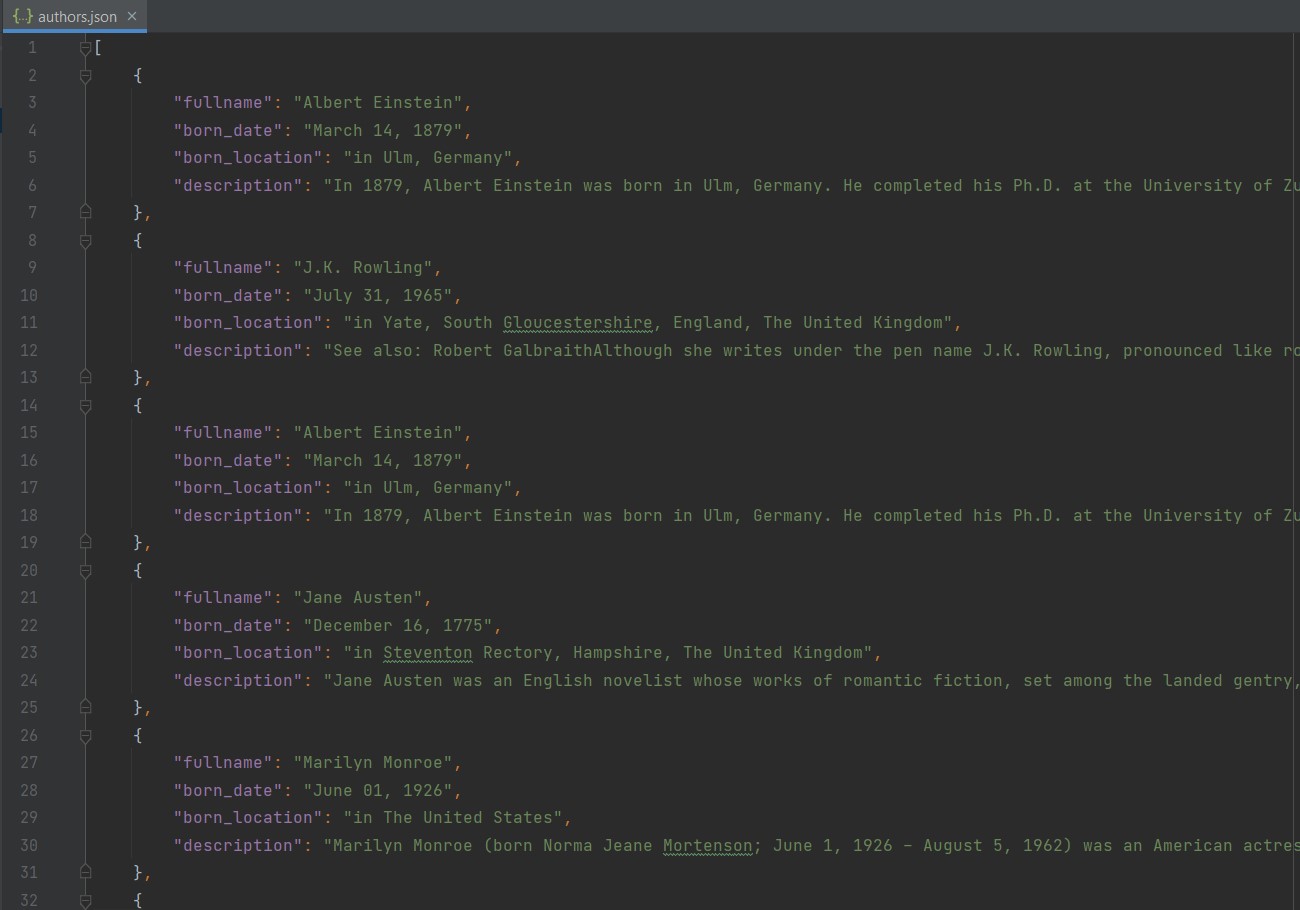 {..} authors.json ×
1 [
2 {
3 "fullname": "Albert Einstein",
4 "born_date": "March 14, 1879",
5 "born_location": "in Ulm, Germany",
6 "description": "In 1879, Albert Einstein was born in Ulm, Germany. He completed his Ph.D. at the University of Zu
7 },
8 {
9 "fullname": "J.K. Rowling",
10 "born_date": "July 31, 1965",
11 "born_location": "in Yate, South Gloucestershire, England, The United Kingdom",
12 "description": "See also: Robert GalbraithAlthough she writes under the pen name J.K. Rowling, pronounced like ro
13 },
14 {
15 "fullname": "Albert Einstein",
16 "born_date": "March 14, 1879",
17 "born_location": "in Ulm, Germany",
18 "description": "In 1879, Albert Einstein was born in Ulm, Germany. He completed his Ph.D. at the University of Zu
19 },
20 {
21 "fullname": "Jane Austen",
22 "born_date": "December 16, 1775",
23 "born_location": "in Steventon Rectory, Hampshire, The United Kingdom",
24 "description": "Jane Austen was an English novelist whose works of romantic fiction, set among the landed gentry,
25 },
26 {
27 "fullname": "Marilyn Monroe",
28 "born_date": "June 01, 1926",
29 "born_location": "in The United States",
30 "description": "Marilyn Monroe (born Norma Jeane Mortenson; June 1, 1926 – August 5, 1962) was an American actres
31 },
32 {